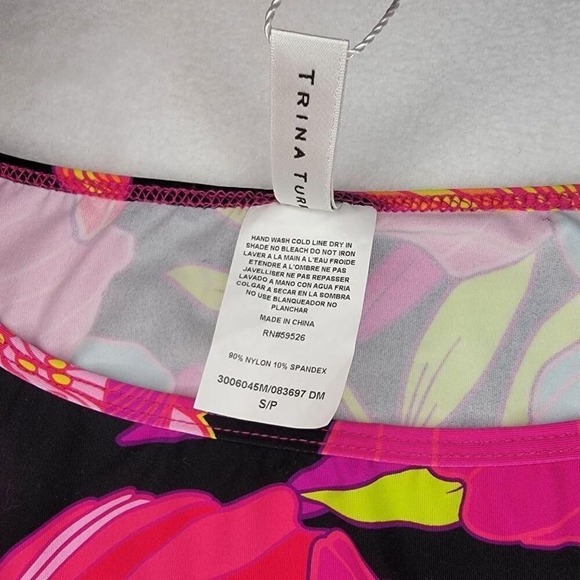 TRINA TUR
HAND WASH COLD LINE DRY IN
SHADE NO BLEACH DO NOT IRON
LAVER A LA MAIN A L'EAU FROIDE
ETENDRE A L'OMBRE NE PAS
JAVELLISER NE PAS REPASSER
LAVADO A MANO CON AGUA FRIA
COLGAR A SECAR EN LA SOMBRA
NO USE BLANQUEADOR NO
PLANCHAR
MADE IN CHINA
RN#59526
90% NYLON 10% SPANDEX
3006045M/083697 DM
S/P